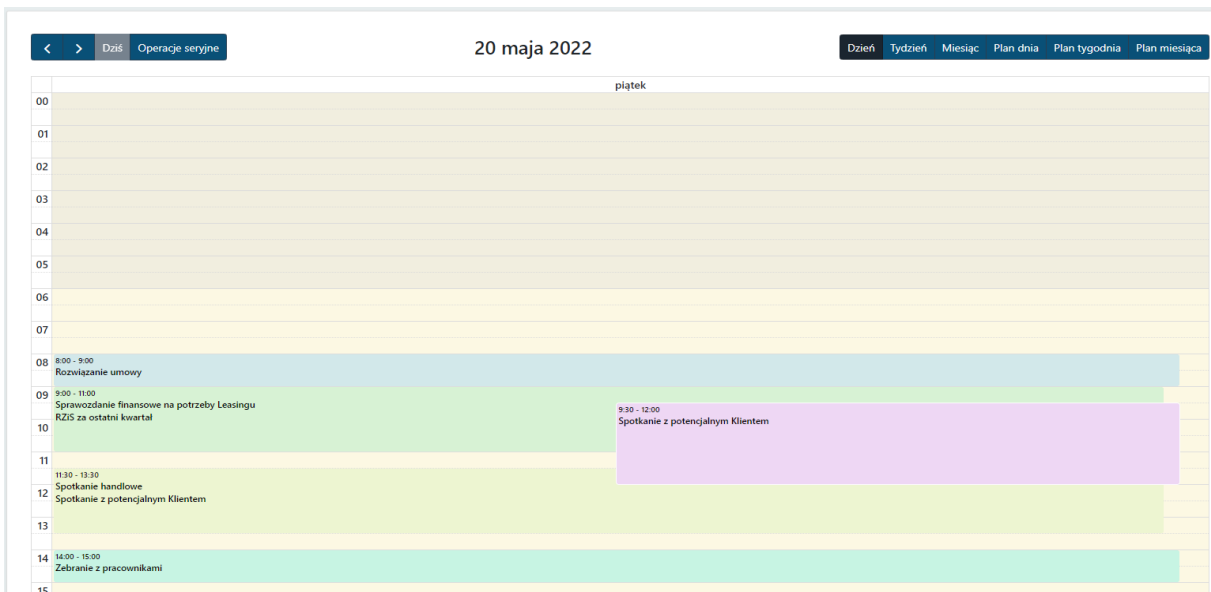 Dziś Operacje seryjne 20 maja 2022 Dzień Tydzień Miesiąc Plan dnia Plan tygodnia Plan miesiąca
piątek
00
01
02
03
04
05
06
07
08
8:00 - 9:00
Rozwiązanie umowy
09
9:00 - 11:00
Sprawozdanie finansowe na potrzeby Leasingu
RZiS za ostatni kwartał
9:30 - 12:00
Spotkanie z potencjalnym Klientem
10
11
11:30 - 13:30
Spotkanie handlowe
Spotkanie z potencjalnym Klientem
12
13
14
14:00 - 15:00
Zebranie z pracownikami
15